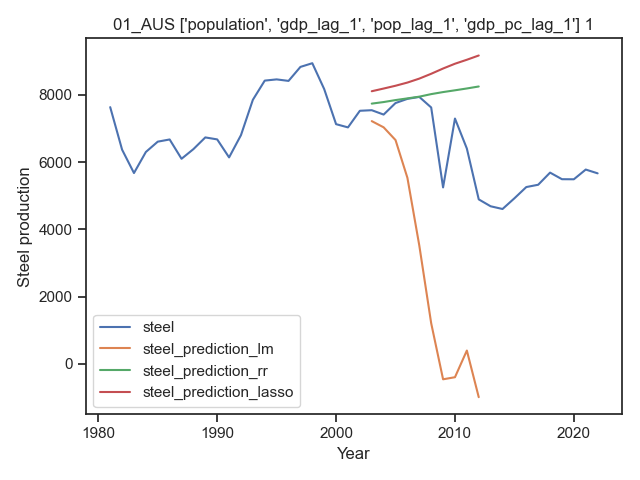 01_AUS ['population', 'gdp_lag_1', 'pop_lag_1', 'gdp_pc_lag_1'] 1
Steel production
8000
6000
4000
2000
0
steel
steel_prediction_lm
steel_prediction_rr
steel_prediction_lasso
1980
1990
2000
2010
2020
Year